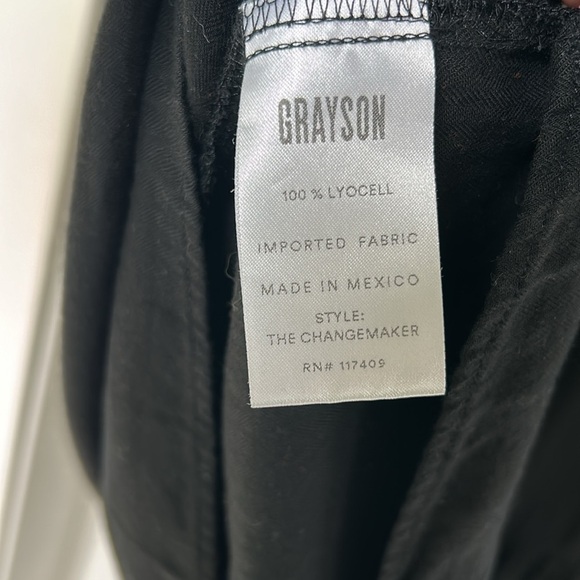 GRAYSON
100 % LYOCELL
IMPORTED FABRIC
MADE IN MEXICO
STYLE:
THE CHANGEMAKER
RN# 117409